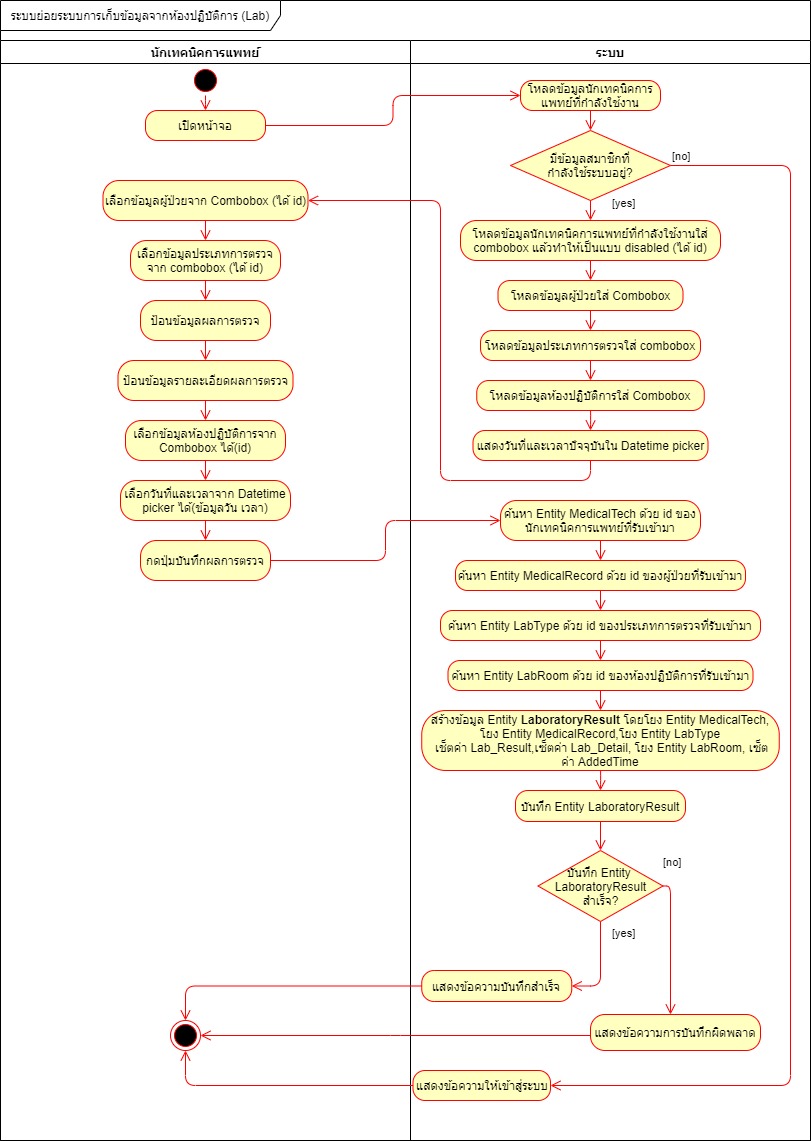 ระบบย่อยระบบการเก็บข้อมูลจากห้องปฏิบัติการ (Lab)
นักเทคนิคการแพทย์
ระบบ
เปิดหน้าจอ
โหลดข้อมูลนักเทคนิคการ
แพทย์ที่กำลังใช้งาน
มีข้อมูลสมาชิกที่
กำลังใช้ระบบอยู่?
[no]
[yes]
โหลดข้อมูลนักเทคนิคการแพทย์ที่กำลังใช้งานใส่
combobox แล้วทำให้เป็นแบบ disabled (ได้ id)
โหลดข้อมูลผู้ป่วยใส่ Combobox
โหลดข้อมูลประเภทการตรวจใส่ combobox
โหลดข้อมูลห้องปฏิบัติการใส่ Combobox
แสดงวันที่และเวลาปัจจุบันใน Datetime picker
เลือกข้อมูลผู้ป่วยจาก Combobox (ได้ id)
เลือกข้อมูลประเภทการตรวจ
จาก combobox (ได้ id)
ป้อนข้อมูลผลการตรวจ
ป้อนข้อมูลรายละเอียดผลการตรวจ
เลือกข้อมูลห้องปฏิบัติการจาก
Combobox ได้(id)
เลือกวันที่และเวลาจาก Datetime
picker ได้(ข้อมูลวัน เวลา)
กดปุ่มบันทึกผลการตรวจ
ค้นหา Entity MedicalTech ด้วย id ของ
นักเทคนิคการแพทย์ที่รับเข้ามา
ค้นหา Entity MedicalRecord ด้วย id ของผู้ป่วยที่รับเข้ามา
ค้นหา Entity LabType ด้วย id ของประเภทการตรวจที่รับเข้ามา
ค้นหา Entity LabRoom ด้วย id ของห้องปฏิบัติการที่รับเข้ามา
สร้างข้อมูล Entity LaboratoryResult โดยโยง Entity MedicalTech,
โยง Entity MedicalRecord,โยง Entity LabType
เซ็ตค่า Lab_Result,เซ็ตค่า Lab_Detail, โยง Entity LabRoom, เซ็ต
ค่า AddedTime
บันทึก Entity LaboratoryResult
บันทึก Entity
LaboratoryResult
สำเร็จ?
[no]
[yes]
แสดงข้อความบันทึกสำเร็จ
แสดงข้อความการบันทึกผิดพลาด
แสดงข้อความให้เข้าสู่ระบบ